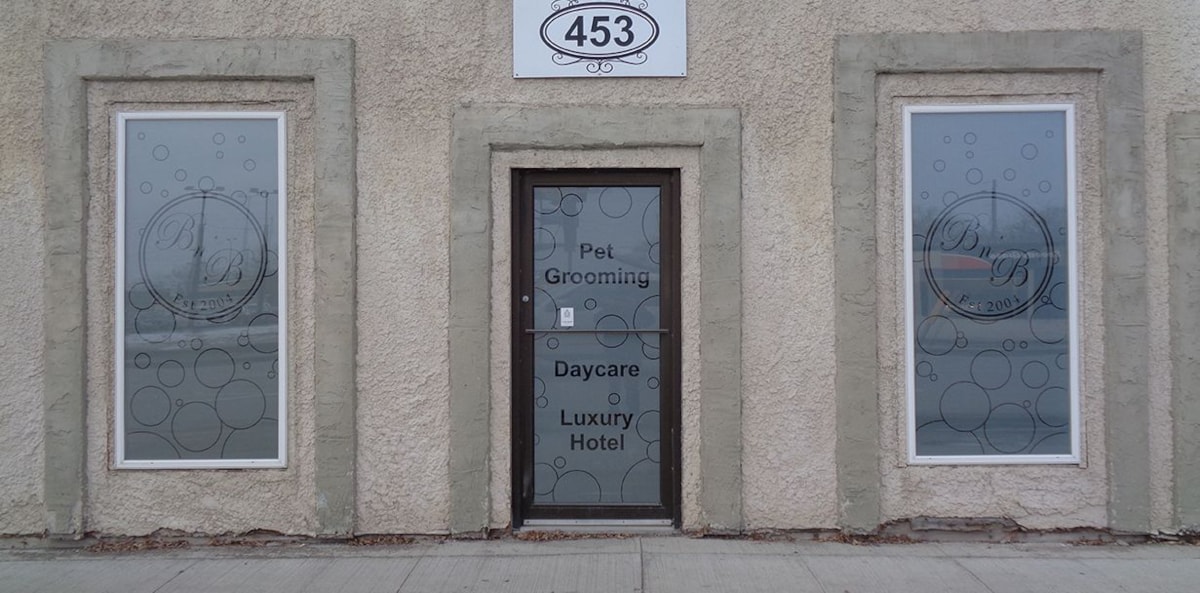 453
B n B
Est 2004
Pet
Grooming
Daycare
Luxury
Hotel
B n B
Est 2004